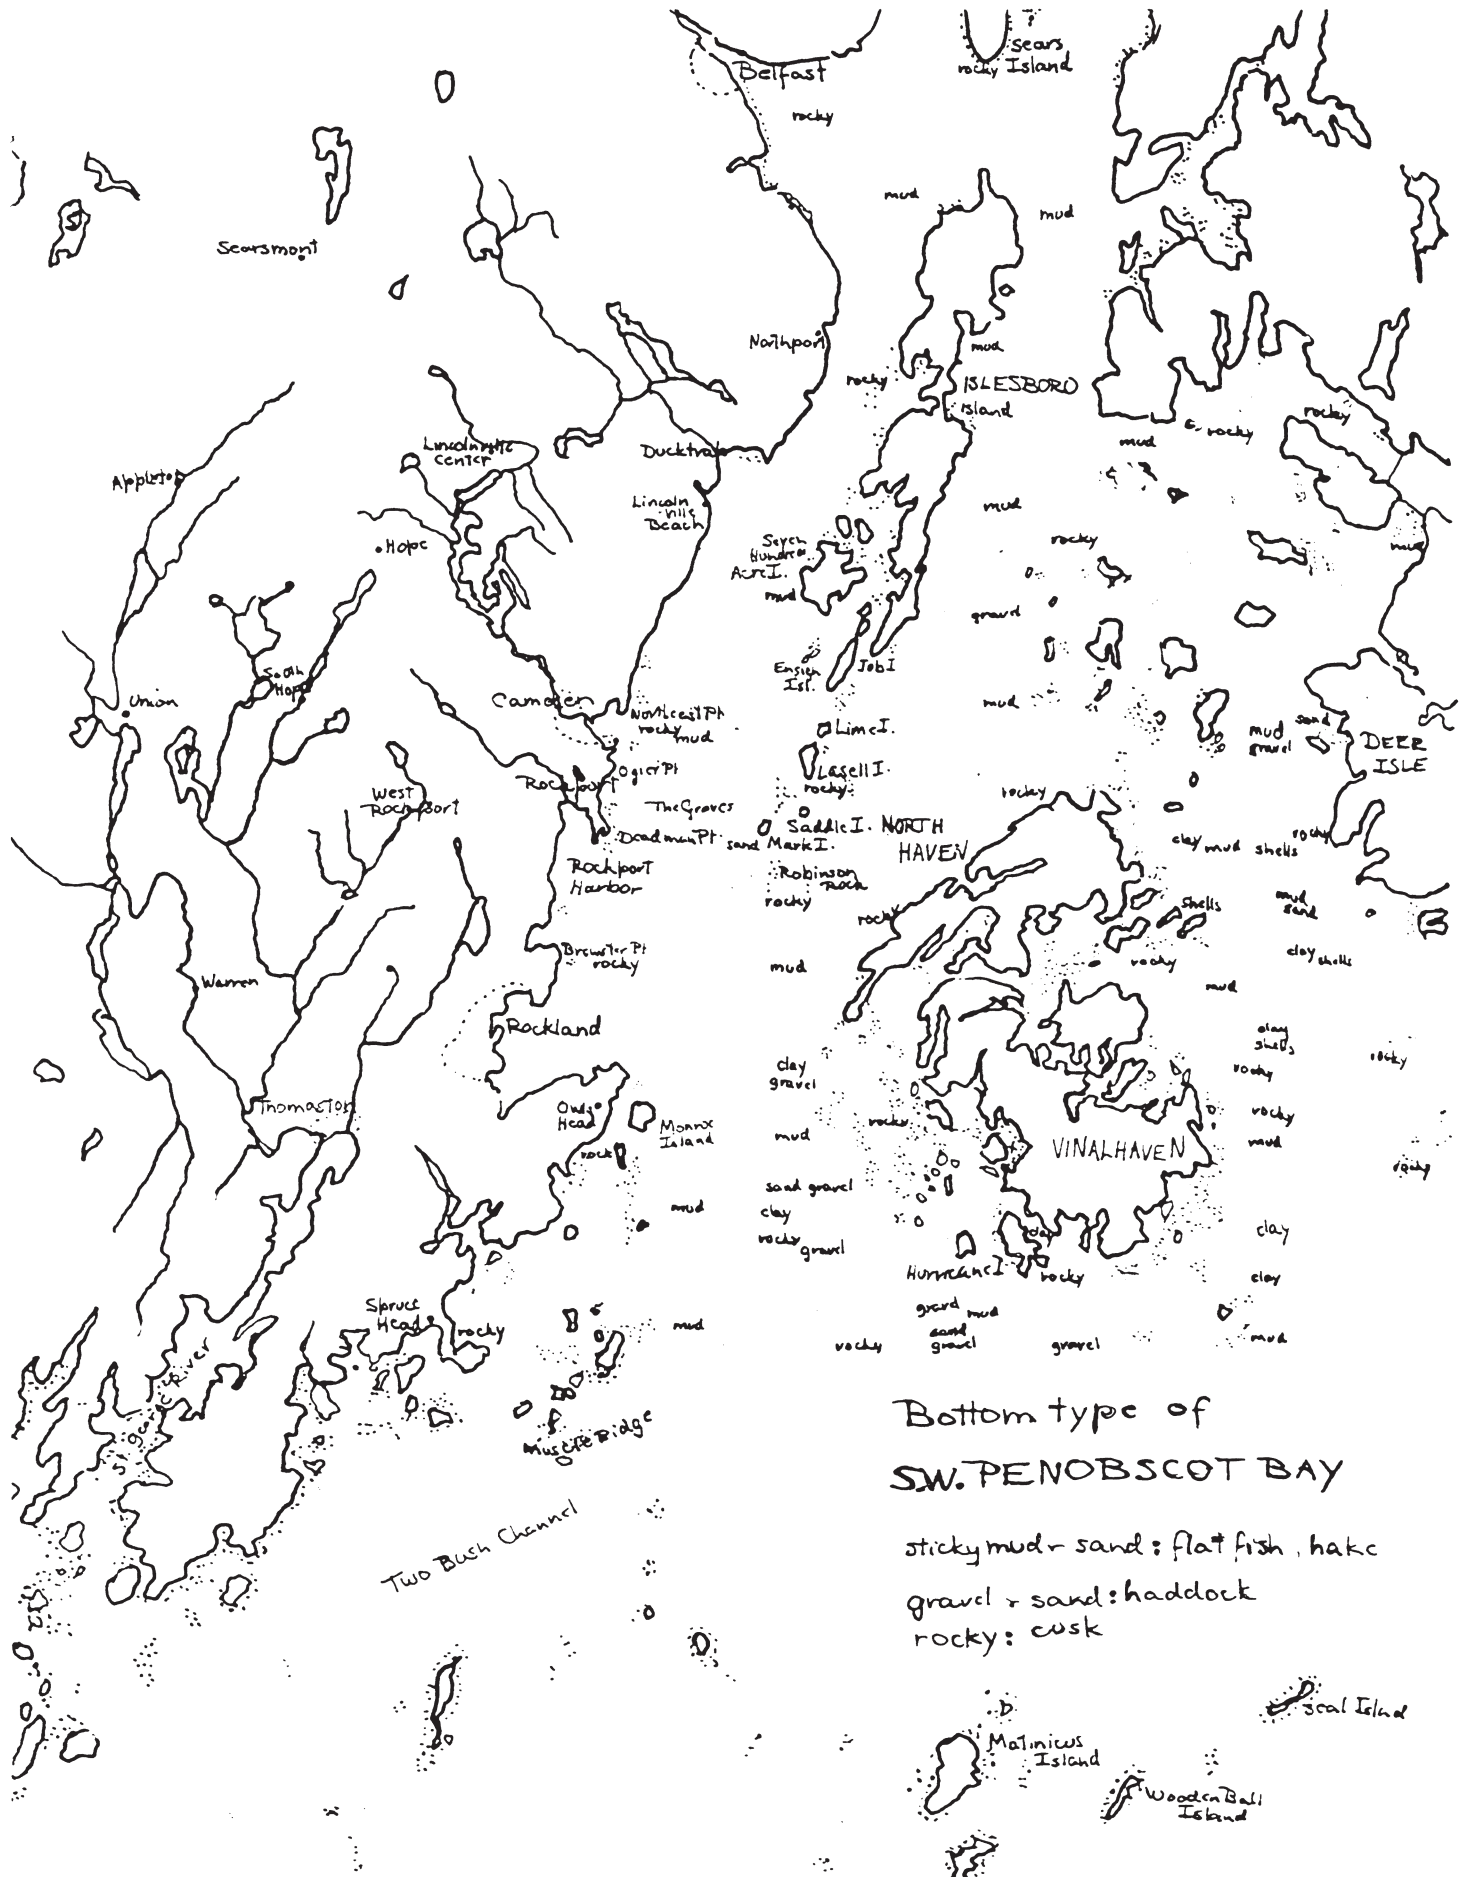 Sears
rocky Island
Belfast
rocky
mud
mud
Searsmont
Northport
mud
rocky
ISLESBORO
Island
rocky
rocky
mud
Lincolnville
Center
Ducktrap
Appleton
Lincoln
ville
Beach
mud
Hope
Seven
Hundred
Acre I.
mud
rocky
mud
gravel
South
Hope
Ensign
Isl.
Job I
Union
Camden
Northeast Pt
rocky
mud
mud
Lime I.
mud
gravel
sand
DEER
ISLE
Ogier Pt
Lasell I.
rocky
Rockport
West
Rockport
The Graves
rocky
Saddle I.
NORTH
HAVEN
Deadman Pt.
sand Mark I.
clay mud shells
rocky
Rockport
Harbor
Robinson
Rock
rocky
rocky
shells
mud
sand
Brewster Pt
rocky
mud
rocky
clay shells
Warren
mud
Rockland
clay
shells
rocky
clay
gravel
rocky
Thomaston
Owls
Head
Monroe
Island
rock
rocky
rocky
mud
VINALHAVEN
mud
rocky
sand gravel
clay
rocky gravel
mud
clay
clay
Hurricane I
rocky
clay
Spruce
Head
rocky
mud
gravel
mud
sand
gravel
rocky
gravel
mud
St George River
Muscle Ridge
Two Bush Channel
Bottom type of
S.W. PENOBSCOT BAY
sticky mud + sand: flat fish, hake
gravel + sand: haddock
rocky: cusk
Seal Islnd
Matinicus
Island
Wooden Ball
Island